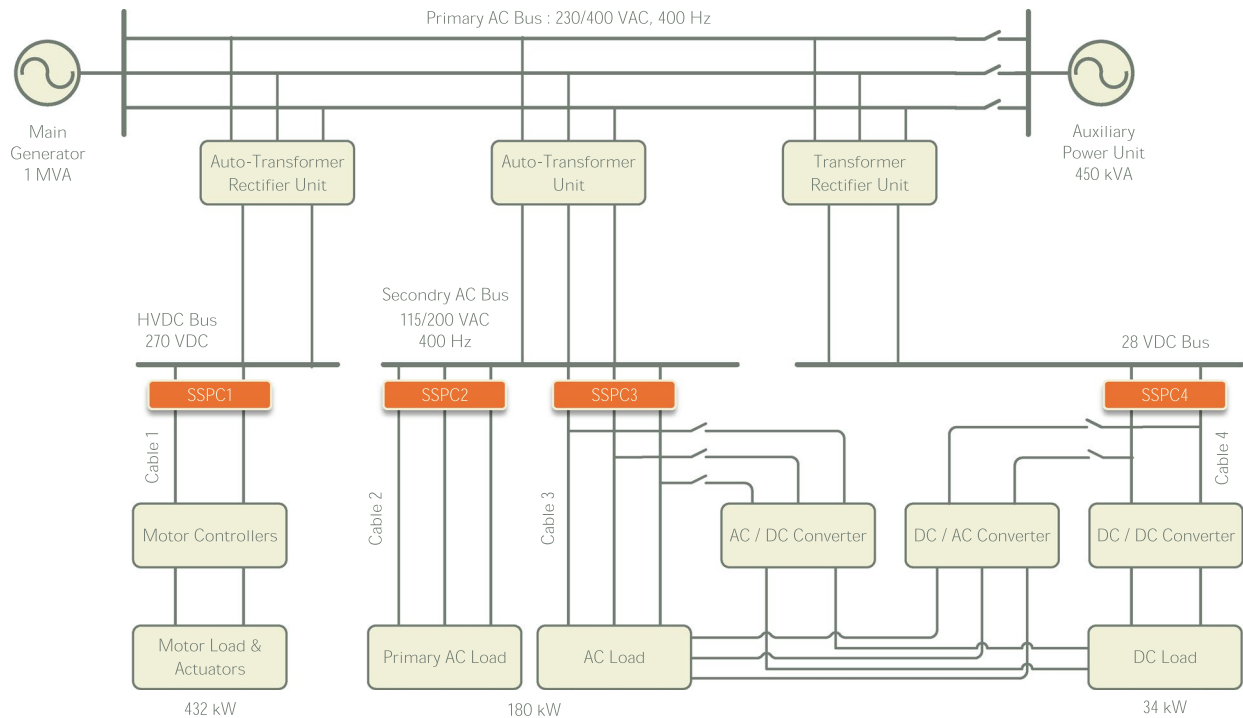 Primary AC Bus : 230/400 VAC, 400 Hz
Main
Generator
1 MVA
Auxiliary
Power Unit
450 kVA
Auto-Transformer
Rectifier Unit
Auto-Transformer
Unit
Transformer
Rectifier Unit
HVDC Bus
270 VDC
Secondry AC Bus
115/200 VAC
400 Hz
28 VDC Bus
SSPC1
SSPC2
SSPC3
SSPC4
Cable 1
Cable 2
Cable 3
Cable 4
Motor Controllers
AC / DC Converter
DC / AC Converter
DC / DC Converter
Motor Load &
Actuators
Primary AC Load
AC Load
DC Load
432 kW
180 kW
34 kW